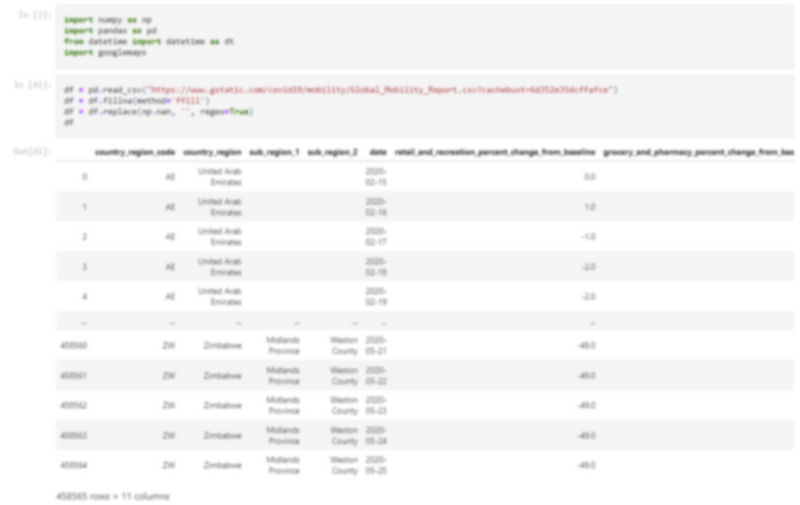 In [2]:
import numpy as np
import pandas as pd
from datetime import datetime as dt
import googlemaps
In [41]:
df = pd.read_csv("https://www.gstatic.com/covid19/mobility/Global_Mobility_Report.csv?cachebust=6d352e35dcffafce")
df = df.fillna(method='ffill')
df = df.replace(np.nan, '', regex=True)
df
Out[41]:
country_region_code country_region sub_region_1 sub_region_2 date retail_and_recreation_percent_change_from_baseline grocery_and_pharmacy_percent_change_from_bas
0 AE United Arab Emirates 2020-02-15 0.0
1 AE United Arab Emirates 2020-02-16 1.0
2 AE United Arab Emirates 2020-02-17 -1.0
3 AE United Arab Emirates 2020-02-18 -2.0
4 AE United Arab Emirates 2020-02-19 -2.0
... ... ... ... ... ... ...
458560 ZW Zimbabwe Midlands Province Weston County 2020-05-21 -49.0
458561 ZW Zimbabwe Midlands Province Weston County 2020-05-22 -49.0
458562 ZW Zimbabwe Midlands Province Weston County 2020-05-23 -49.0
458563 ZW Zimbabwe Midlands Province Weston County 2020-05-24 -49.0
458564 ZW Zimbabwe Midlands Province Weston County 2020-05-25 -49.0
458565 rows × 11 columns